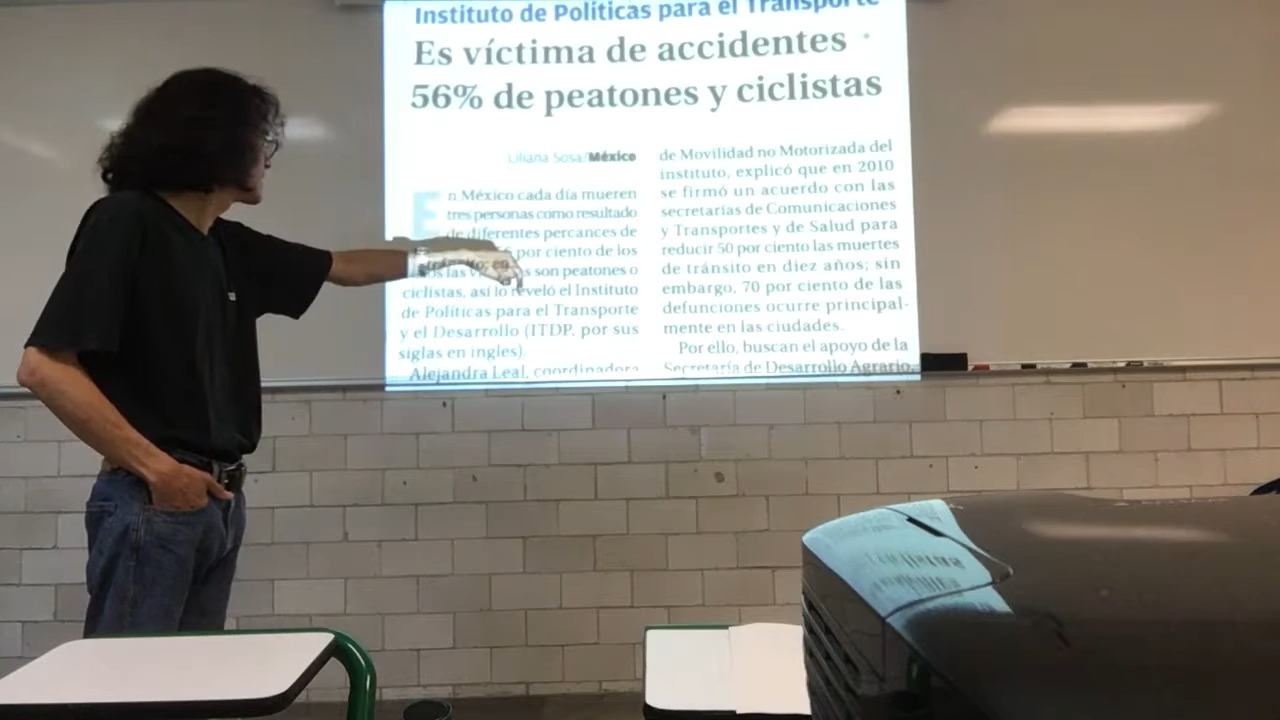 Instituto de Políticas para el Transporte
Es víctima de accidentes
56% de peatones y ciclistas
Liliana Sosa/México
En México cada día mueren
tres personas como resultado
de diferentes percances de
por ciento de los
las son peatones o
ciclistas, así lo reveló el Instituto
de Políticas para el Transporte
y el Desarrollo (ITDP, por sus
siglas en ingles)
Alejandra Leal, coordinadora
de Movilidad no Motorizada del
instituto, explicó que en 2010
se firmó un acuerdo con las
secretarías de Comunicaciones
y Transportes y de Salud para
reducir 50 por ciento las muertes
de tránsito en diez años; sin
embargo, 70 por ciento de las
defunciones ocurre principal-
mente en las ciudades.
Por ello, buscan el apoyo de la
Secretaría de Desarrollo Agrario,